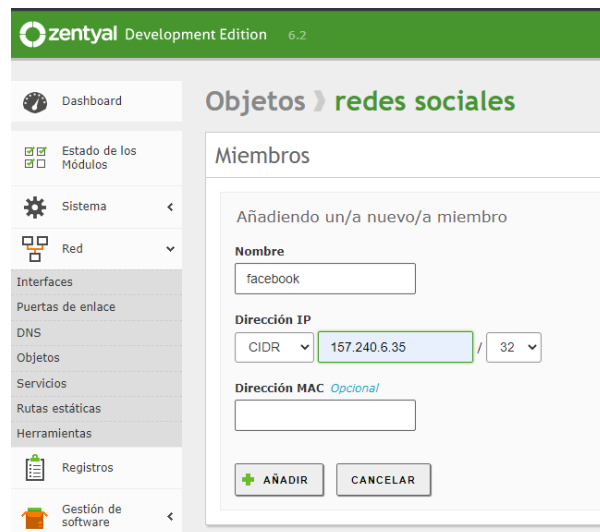 zentyal Development Edition 6.2
Dashboard
Estado de los
Módulos
Sistema
Red
Interfaces
Puertas de enlace
DNS
Objetos
Servicios
Rutas estáticas
Herramientas
Registros
Gestión de
software
Objetos redes sociales
Miembros
Añadiendo un/a nuevo/a miembro
Nombre
facebook
Dirección IP
CIDR 157.240.6.35 / 32
Dirección MAC Opcional
AÑADIR CANCELAR